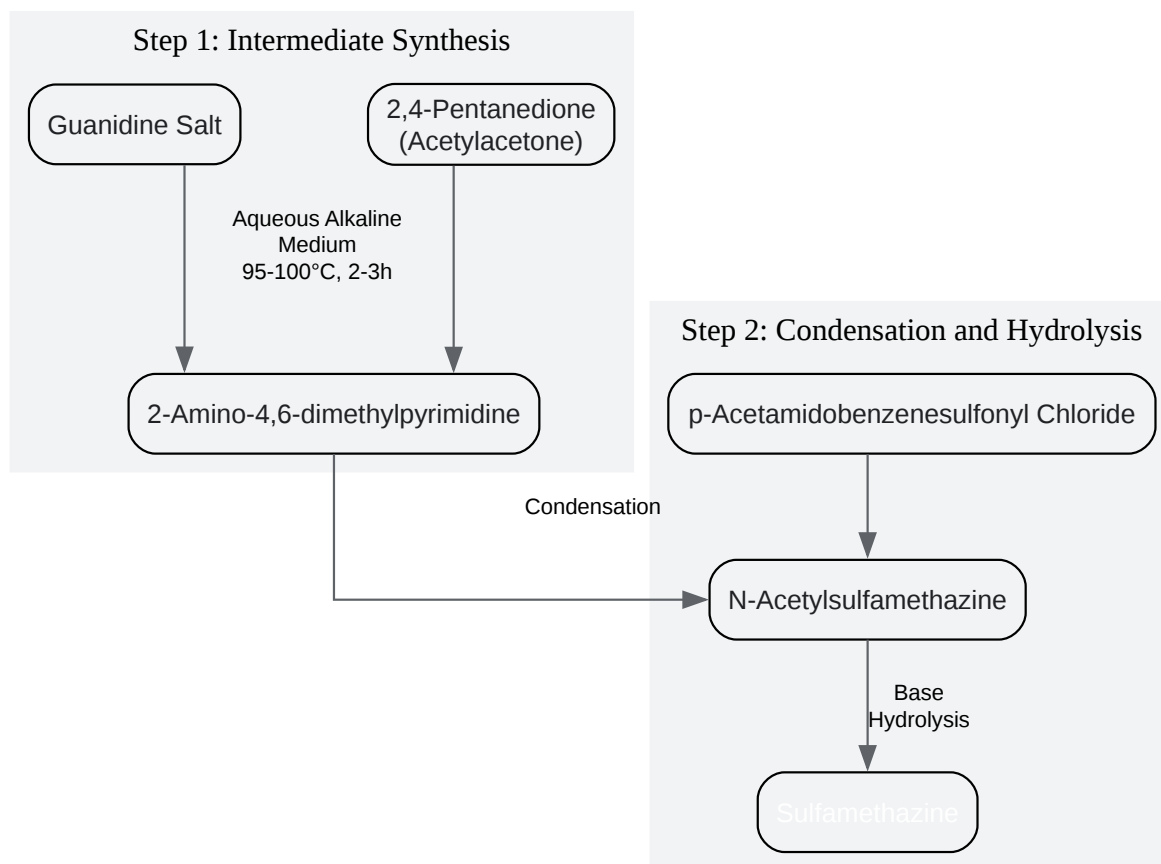 Step 1: Intermediate Synthesis
Guanidine Salt
2,4-Pentanedione
(Acetylacetone)
Aqueous Alkaline
Medium
95-100°C, 2-3h
2-Amino-4,6-dimethylpyrimidine
Step 2: Condensation and Hydrolysis
p-Acetamidobenzenesulfonyl Chloride
Condensation
N-Acetylsulfamethazine
Base
Hydrolysis
Sulfamethazine